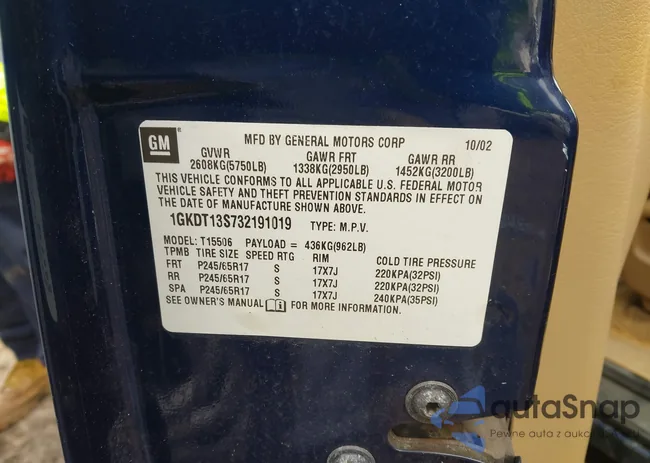 GM ®
MFD BY GENERAL MOTORS CORP 10/02
GVWR GAWR FRT GAWR RR
2608KG(5750LB) 1338KG(2950LB) 1452KG(3200LB)
THIS VEHICLE CONFORMS TO ALL APPLICABLE U.S. FEDERAL MOTOR
VEHICLE SAFETY AND THEFT PREVENTION STANDARDS IN EFFECT ON
THE DATE OF MANUFACTURE SHOWN ABOVE.
1GKDT13S732191019 TYPE: M.P.V.
MODEL: T15506 PAYLOAD = 436KG(962LB)
TPMB TIRE SIZE SPEED RTG RIM COLD TIRE PRESSURE
FRT P245/65R17 S 17X7J 220KPA(32PSI)
RR P245/65R17 S 17X7J 220KPA(32PSI)
SPA P245/65R17 S 17X7J 240KPA(35PSI)
SEE OWNER'S MANUAL FOR MORE INFORMATION.
autaSnap
Pewne auta z aukcji